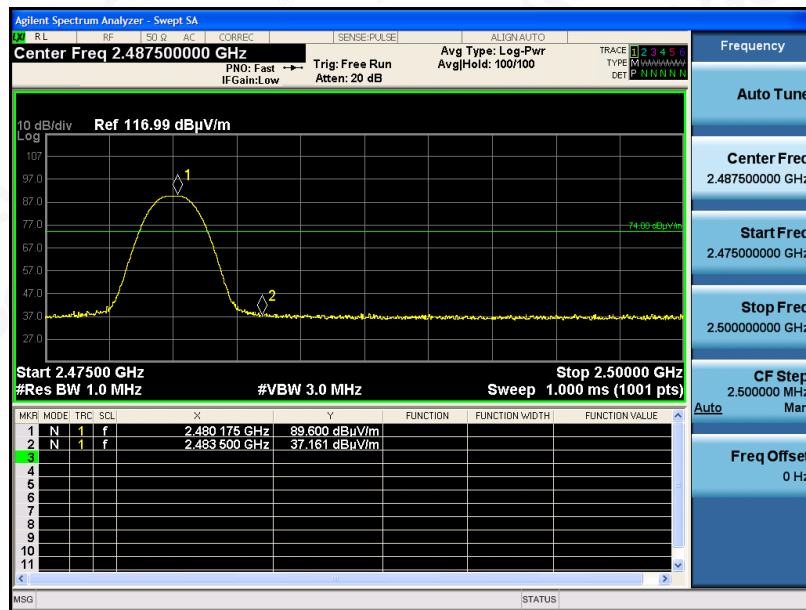 Agilent Spectrum Analyzer - Swept SA
LXI RL RF 50 Ω AC CORREC SENSE:PULSE ALIGN AUTO
Center Freq 2.487500000 GHz
PNO: Fast
IFGain:Low
Trig: Free Run
Atten: 20 dB
Avg Type: Log-Pwr
Avg|Hold: 100/100
TRACE 1 2 3 4 5 6
TYPE M
DET P N N N N N
10 dB/div Ref 116.99 dBµV/m
Log
107
97.0
87.0
77.0
67.0
57.0
47.0
37.0
27.0
1
2
74.00 dBµV/m
Start 2.47500 GHz Stop 2.50000 GHz
#Res BW 1.0 MHz #VBW 3.0 MHz Sweep 1.000 ms (1001 pts)
MKR MODE TRC SCL X Y FUNCTION FUNCTION WIDTH FUNCTION VALUE
1 N 1 f 2.480 175 GHz 89.600 dBµV/m
2 N 1 f 2.483 500 GHz 37.161 dBµV/m
3
4
5
6
7
8
9
10
11
MSG STATUS
Frequency
Auto Tune
Center Freq
2.487500000 GHz
Start Freq
2.475000000 GHz
Stop Freq
2.500000000 GHz
CF Step
2.500000 MHz
Auto Man
Freq Offset
0 Hz